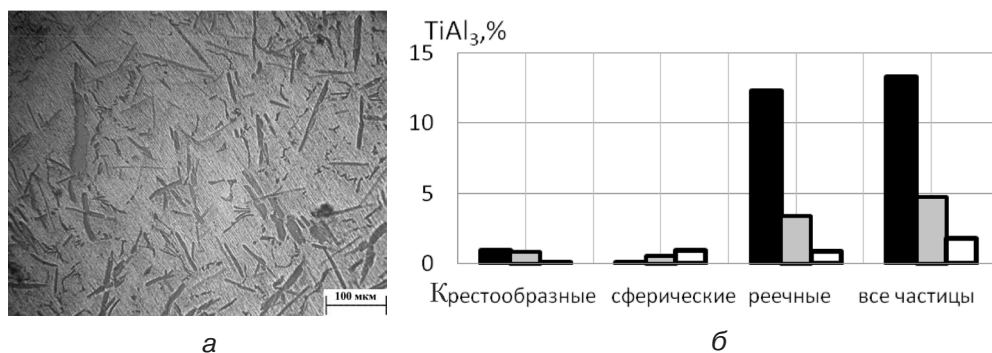 100 мкм
а
TiAl₃,%
15
10
5
0
Крестообразные сферические реечные все частицы
б